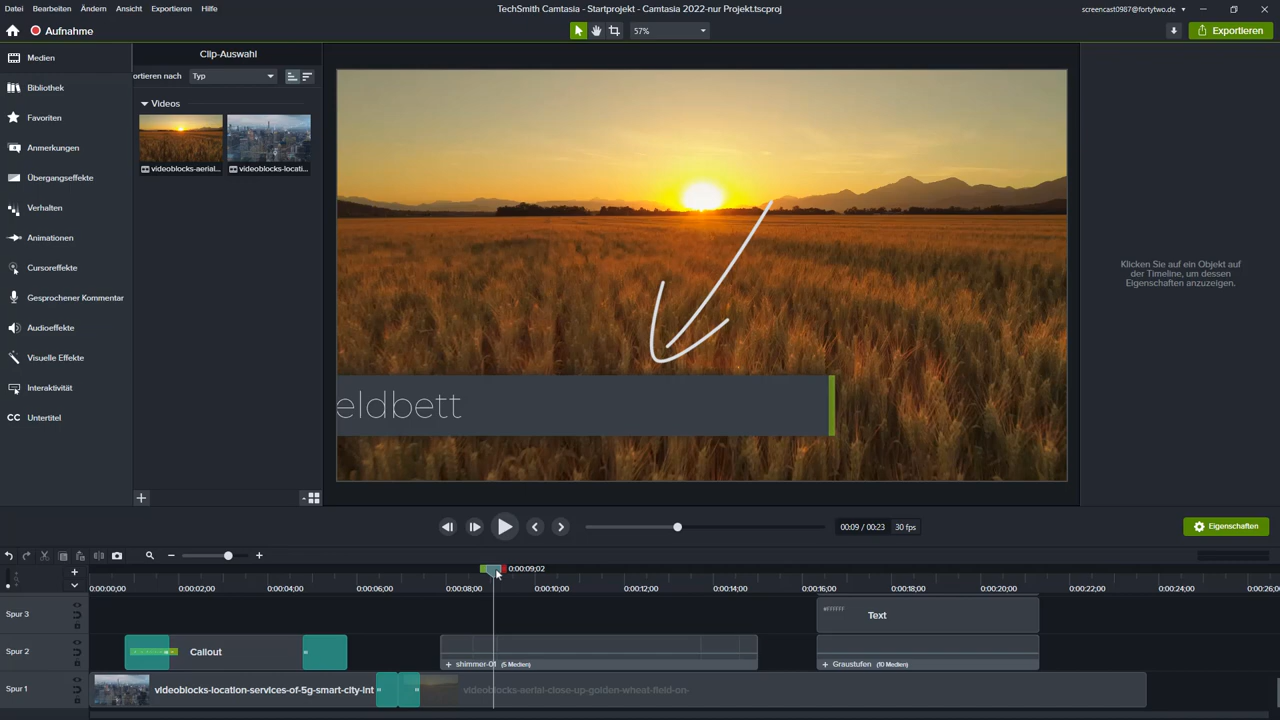 Datei Bearbeiten Ändern Ansicht Exportieren Hilfe
TechSmith Camtasia - Startprojekt - Camtasia 2022-nur Projekt.tscproj
screencast0987@fortytwo.de
Aufnahme
57%
Exportieren
Medien
Bibliothek
Favoriten
Anmerkungen
Übergangseffekte
Verhalten
Animationen
Cursoreffekte
Gesprochener Kommentar
Audioeffekte
Visuelle Effekte
Interaktivität
CC Untertitel
Clip-Auswahl
ortieren nach Typ
Videos
videoblocks-aerial... videoblocks-locati...
eldbett
Klicken Sie auf ein Objekt auf
der Timeline, um dessen
Eigenschaften anzuzeigen.
00:09 / 00:23 30 fps
Eigenschaften
0:00:09;02
0:00:00;00 0:00:02;00 0:00:04;00 0:00:06;00 0:00:08;00 0:00:10;00 0:00:12;00 0:00:14;00 0:00:16;00 0:00:18;00 0:00:20;00 0:00:22;00 0:00:24;00 0:00:26;00
Spur 3 #FFFFFF Text
Spur 2 Callout shimmer-01 (5 Medien) Graustufen (10 Medien)
Spur 1 videoblocks-location-services-of-5g-smart-city-int videoblocks-aerial-close-up-golden-wheat-field-on-